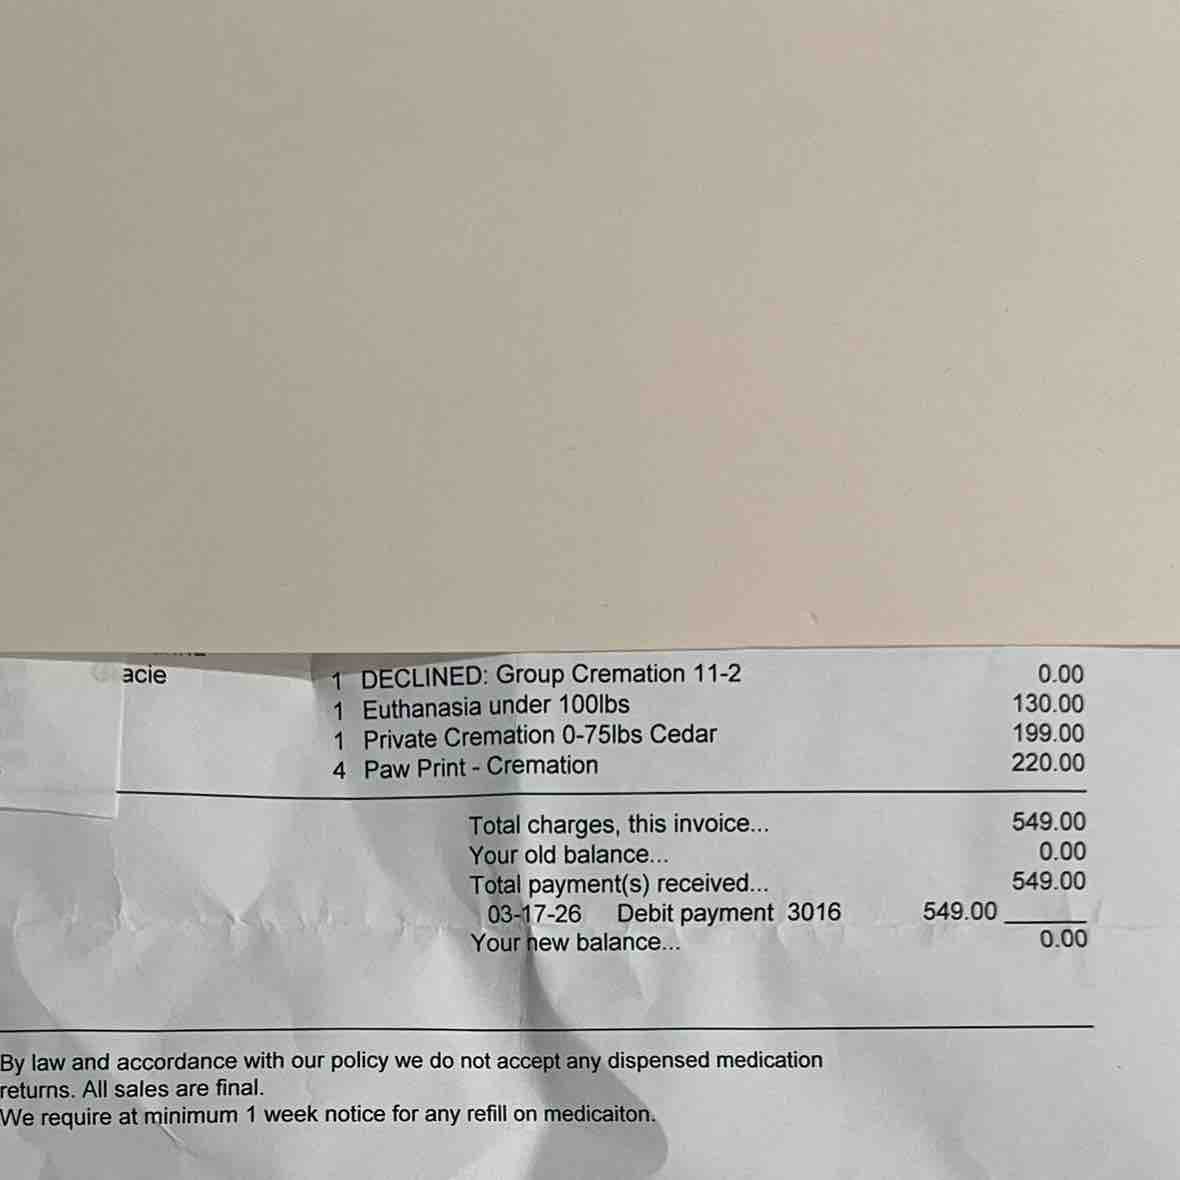 acie 1 DECLINED: Group Cremation 11-2 0.00
1 Euthanasia under 100lbs 130.00
1 Private Cremation 0-75lbs Cedar 199.00
4 Paw Print - Cremation 220.00
Total charges, this invoice... 549.00
Your old balance... 0.00
Total payment(s) received... 549.00
03-17-26 Debit payment 3016 549.00
Your new balance... 0.00
By law and accordance with our policy we do not accept any dispensed medication
returns. All sales are final.
We require at minimum 1 week notice for any refill on medicaiton.